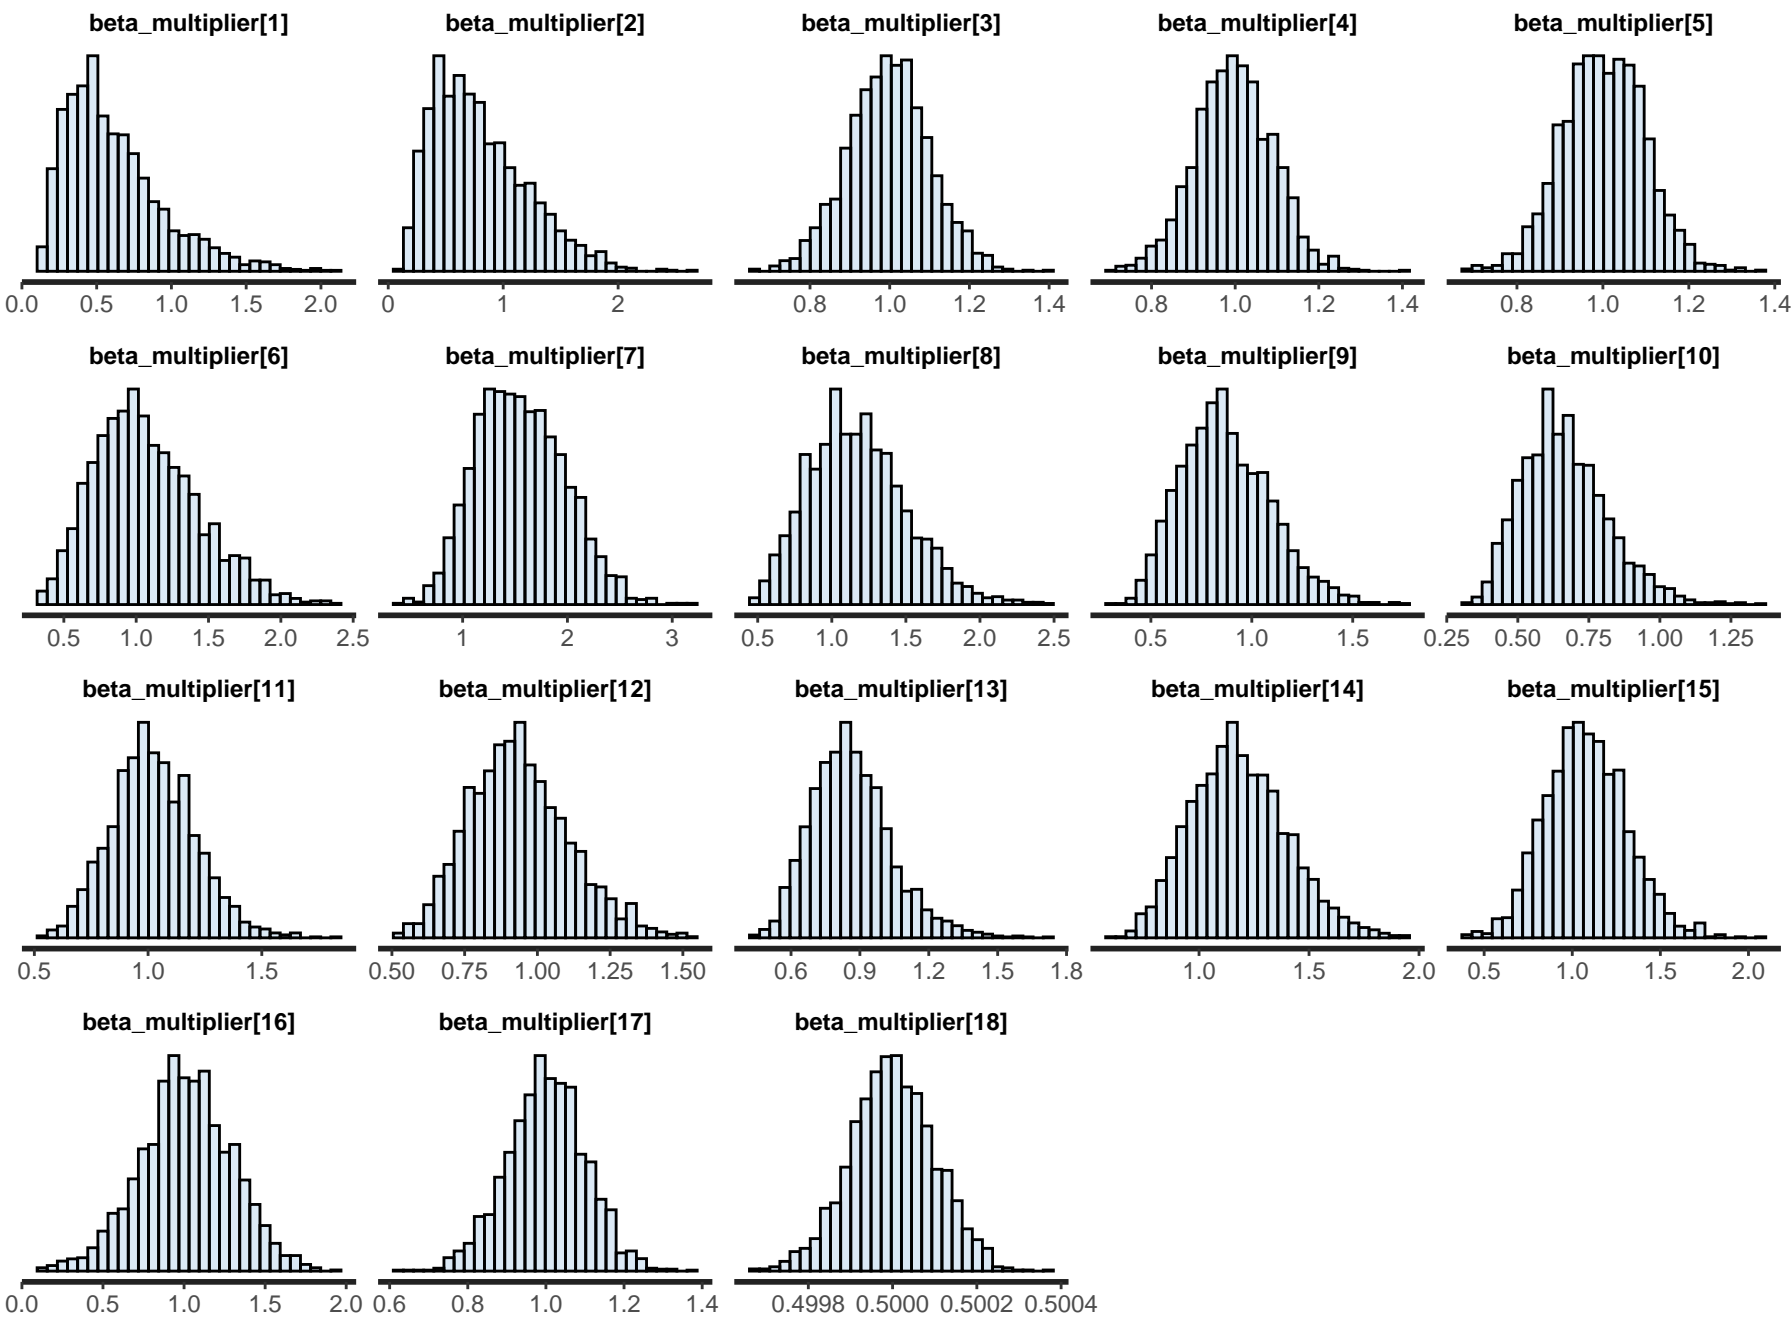 beta_multiplier[1] beta_multiplier[2] beta_multiplier[3] beta_multiplier[4] beta_multiplier[5]
0.0 0.5 1.0 1.5 2.0 0 1 2 0.8 1.0 1.2 1.4 0.8 1.0 1.2 1.4 0.8 1.0 1.2 1.4
beta_multiplier[6] beta_multiplier[7] beta_multiplier[8] beta_multiplier[9] beta_multiplier[10]
0.5 1.0 1.5 2.0 2.5 1 2 3 0.5 1.0 1.5 2.0 2.5 0.5 1.0 1.5 0.25 0.50 0.75 1.00 1.25
beta_multiplier[11] beta_multiplier[12] beta_multiplier[13] beta_multiplier[14] beta_multiplier[15]
0.5 1.0 1.5 0.50 0.75 1.00 1.25 1.50 0.6 0.9 1.2 1.5 1.8 1.0 1.5 2.0 0.5 1.0 1.5 2.0
beta_multiplier[16] beta_multiplier[17] beta_multiplier[18]
0.0 0.5 1.0 1.5 2.0 0.6 0.8 1.0 1.2 1.4 0.4998 0.5000 0.5002 0.5004